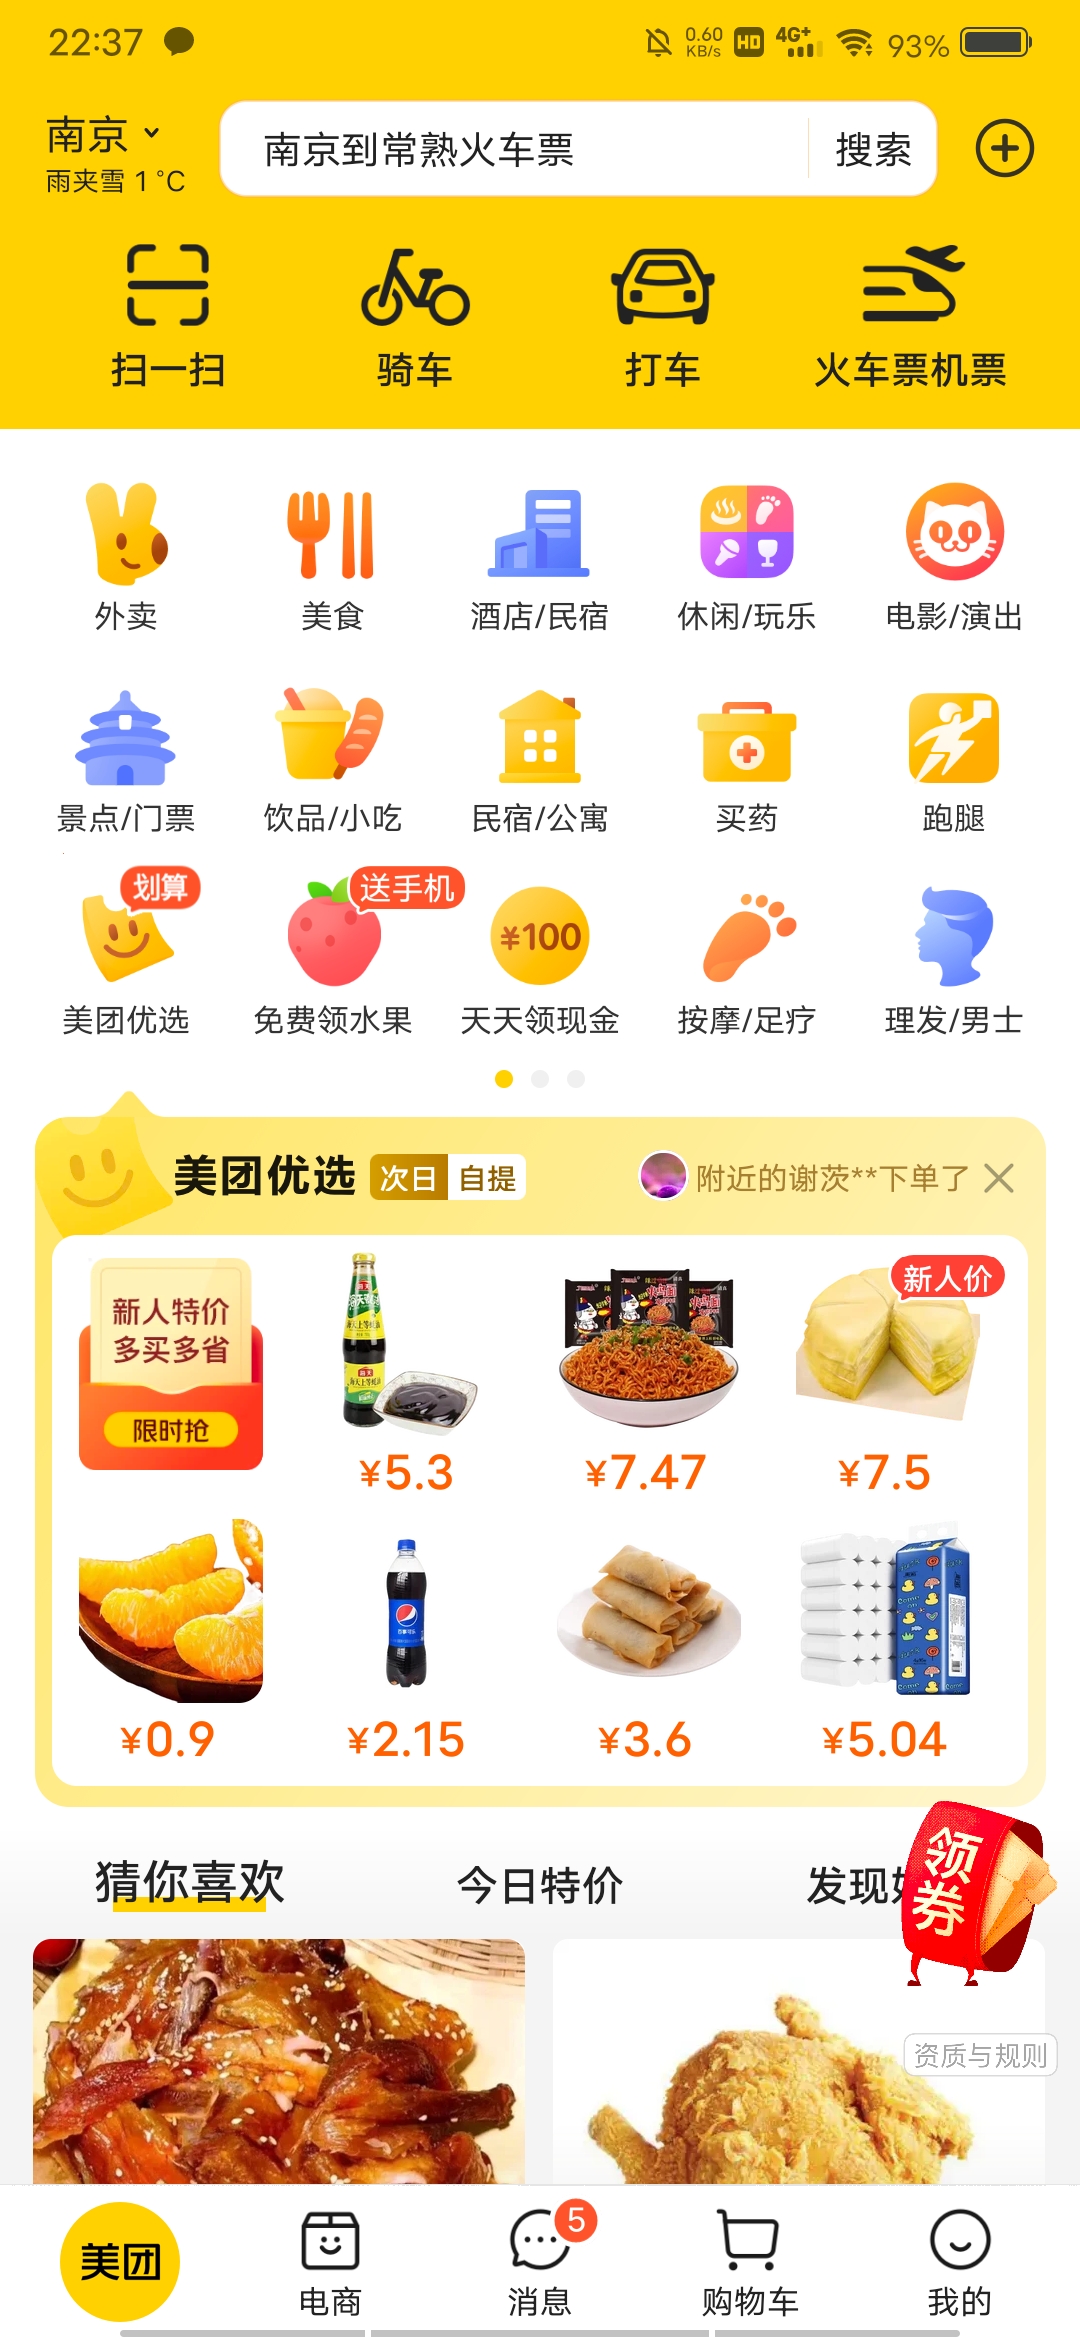 22:37
0.60 KB/s HD 4G+ 93%
南京
雨夹雪 1°C
南京到常熟火车票
搜索
扫一扫 骑车 打车 火车票机票
外卖 美食 酒店/民宿 休闲/玩乐 电影/演出
景点/门票 饮品/小吃 民宿/公寓 买药 跑腿
划算 送手机
¥100
美团优选 免费领水果 天天领现金 按摩/足疗 理发/男士
美团优选 次日 自提 附近的谢茨**下单了
新人特价
多买多省
限时抢
新人价
¥5.3 ¥7.47 ¥7.5
¥0.9 ¥2.15 ¥3.6 ¥5.04
猜你喜欢 今日特价 发现
领券
资质与规则
美团 电商 消息 5 购物车 我的